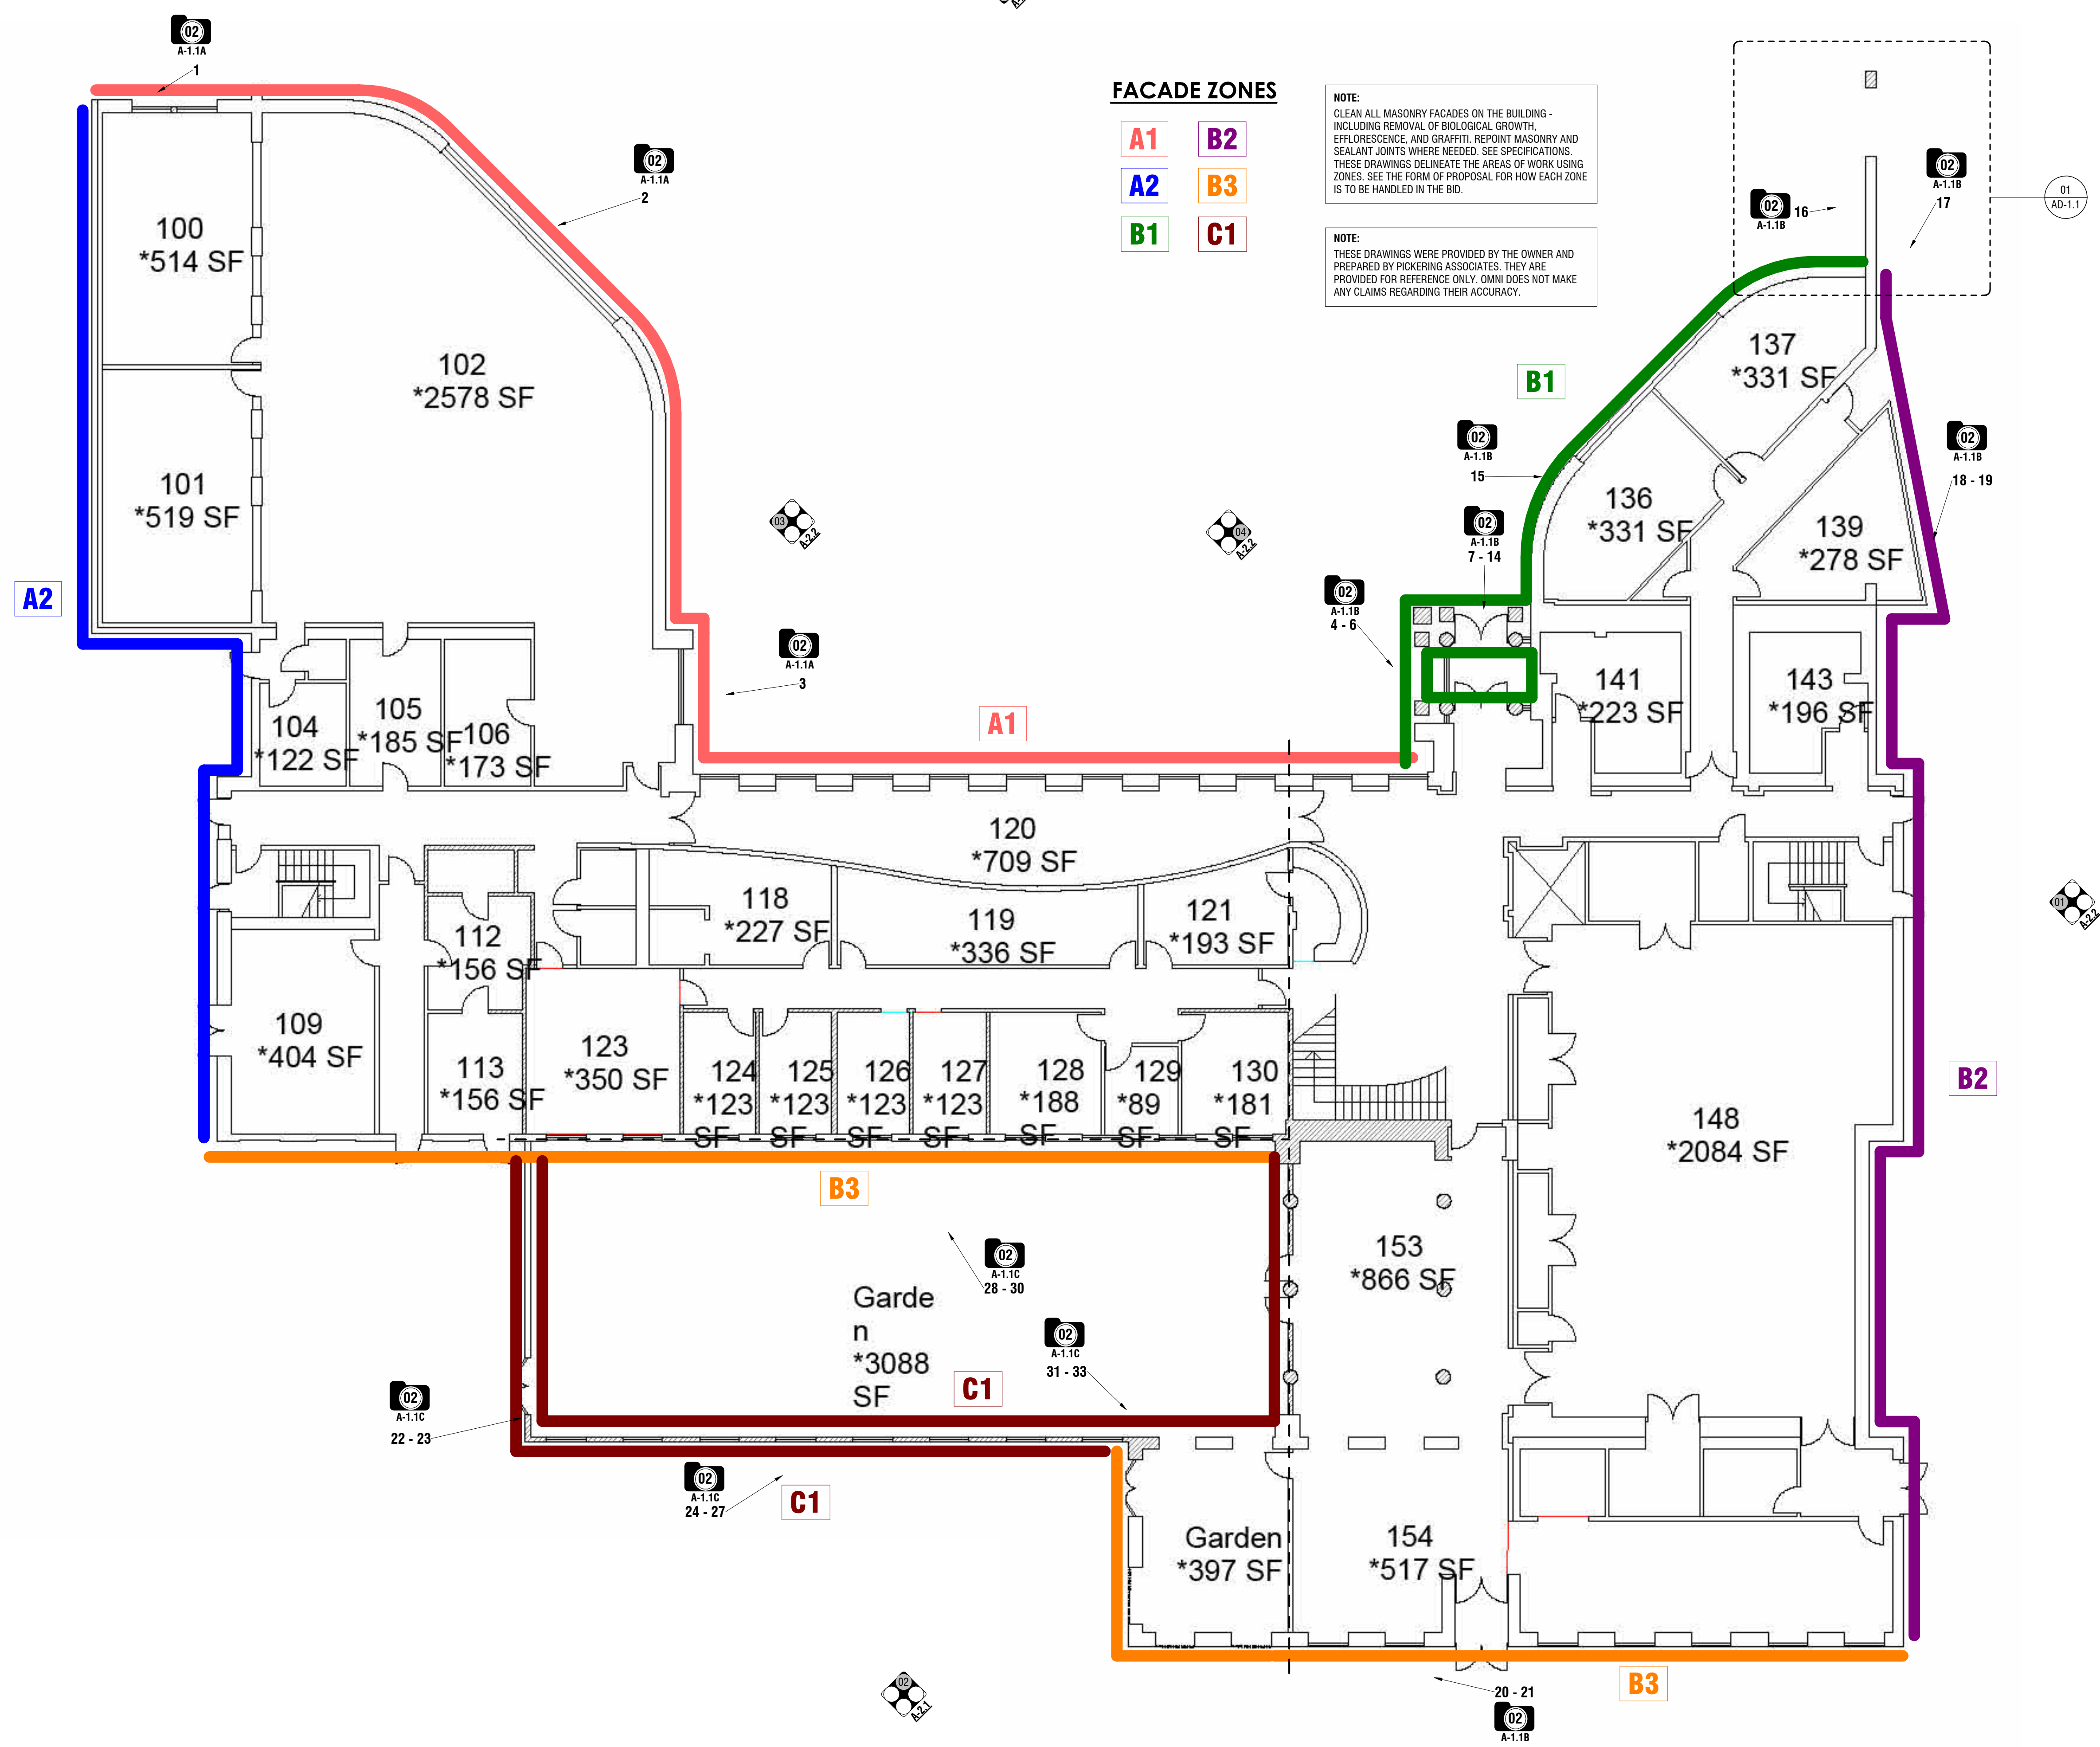 02
A-1.1A
1
FACADE ZONES
A1
B2
A2
B3
B1
C1
NOTE:
CLEAN ALL MASONRY FACADES ON THE BUILDING -
INCLUDING REMOVAL OF BIOLOGICAL GROWTH,
EFFLORESCENCE, AND GRAFFITI. REPOINT MASONRY AND
SEALANT JOINTS WHERE NEEDED. SEE SPECIFICATIONS.
THESE DRAWINGS DELINEATE THE AREAS OF WORK USING
ZONES. SEE THE FORM OF PROPOSAL FOR HOW EACH ZONE
IS TO BE HANDLED IN THE BID.
NOTE:
THESE DRAWINGS WERE PROVIDED BY THE OWNER AND
PREPARED BY PICKERING ASSOCIATES. THEY ARE
PROVIDED FOR REFERENCE ONLY. OMNI DOES NOT MAKE
ANY CLAIMS REGARDING THEIR ACCURACY.
02
A-1.1A
2
02
A-1.1B
16
02
A-1.1B
17
01
AD-1.1
100
*514 SF
102
*2578 SF
101
*519 SF
137
*331 SF
B1
02
A-1.1B
15
136
*331 SF
139
*278 SF
02
A-1.1B
18 - 19
03
A-2.2
04
A-2.2
02
A-1.1B
7 - 14
02
A-1.1B
4 - 6
A2
02
A-1.1A
3
A1
104
*122 SF
105
*185 SF
106
*173 SF
141
*223 SF
143
*196 SF
120
*709 SF
118
*227 SF
119
*336 SF
121
*193 SF
01
A-2.2
112
*156 SF
109
*404 SF
113
*156 SF
123
*350 SF
124
*123
SF
125
*123
SF
126
*123
SF
127
*123
SF
128
*188
SF
129
*89
SF
130
*181
SF
B2
148
*2084 SF
B3
153
*866 SF
02
A-1.1C
28 - 30
Garde
n
*3088
SF
02
A-1.1C
31 - 33
C1
02
A-1.1C
22 - 23
02
A-1.1C
24 - 27
C1
Garden
*397 SF
154
*517 SF
02
A-2.1
20 - 21
02
A-1.1B
B3